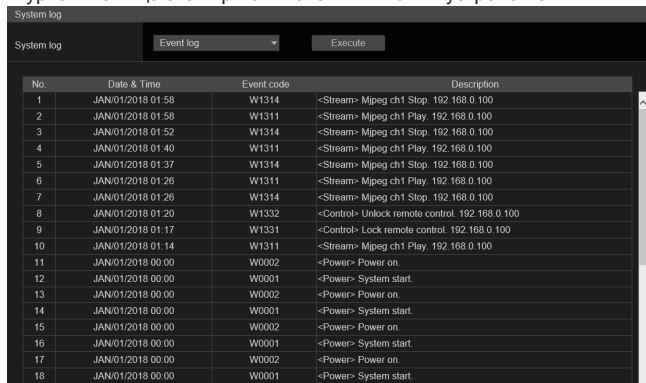 System log
System log Event log Execute
No. Date & Time Event code Description
1 JAN/01/2018 01:58 W1314 <Stream> Mjpeg ch1 Stop. 192.168.0.100
2 JAN/01/2018 01:58 W1311 <Stream> Mjpeg ch1 Play. 192.168.0.100
3 JAN/01/2018 01:52 W1314 <Stream> Mjpeg ch1 Stop. 192.168.0.100
4 JAN/01/2018 01:40 W1311 <Stream> Mjpeg ch1 Play. 192.168.0.100
5 JAN/01/2018 01:37 W1314 <Stream> Mjpeg ch1 Stop. 192.168.0.100
6 JAN/01/2018 01:26 W1311 <Stream> Mjpeg ch1 Play. 192.168.0.100
7 JAN/01/2018 01:26 W1314 <Stream> Mjpeg ch1 Stop. 192.168.0.100
8 JAN/01/2018 01:20 W1332 <Control> Unlock remote control. 192.168.0.100
9 JAN/01/2018 01:17 W1331 <Control> Lock remote control. 192.168.0.100
10 JAN/01/2018 01:14 W1311 <Stream> Mjpeg ch1 Play. 192.168.0.100
11 JAN/01/2018 00:00 W0002 <Power> Power on.
12 JAN/01/2018 00:00 W0001 <Power> System start.
13 JAN/01/2018 00:00 W0002 <Power> Power on.
14 JAN/01/2018 00:00 W0001 <Power> System start.
15 JAN/01/2018 00:00 W0002 <Power> Power on.
16 JAN/01/2018 00:00 W0001 <Power> System start.
17 JAN/01/2018 00:00 W0002 <Power> Power on.
18 JAN/01/2018 00:00 W0001 <Power> System start.